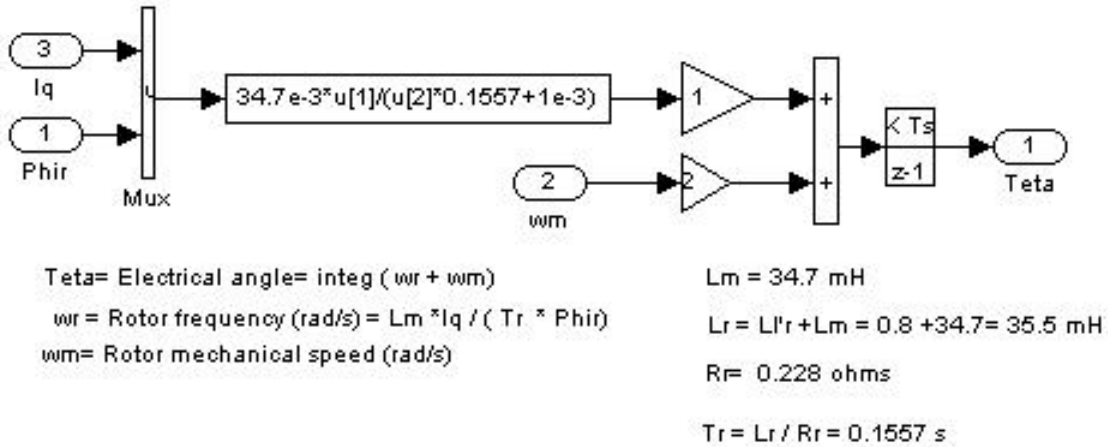 3
Iq
1
Phir
Mux
34.7e-3*u[1]/(u[2]*0.1557+1e-3)
1
2
wm
2
+
+
< Ts
z-1
1
Teta
Teta= Electrical angle= integ ( wr + wm)
wr = Rotor frequency (rad/s) = Lm *Iq / ( Tr * Phir)
wm= Rotor mechanical speed (rad/s)
Lm = 34.7 mH
Lr = Ll'r +Lm = 0.8 +34.7= 35.5 mH
Rr= 0.228 ohms
Tr = Lr / Rr = 0.1557 s